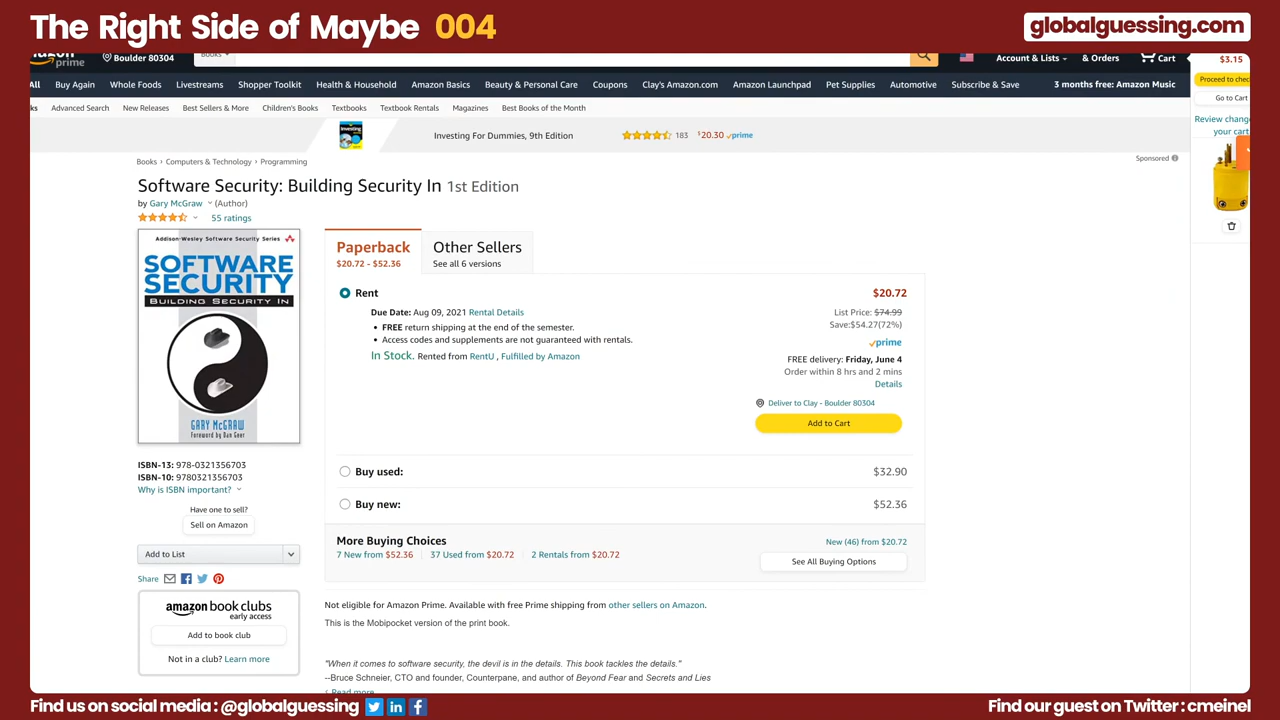 The Right Side of Maybe 004
globalguessing.com
prime
Boulder 80304
Books
Account & Lists
& Orders
Cart
$3.15
All
Buy Again
Whole Foods
Livestreams
Shopper Toolkit
Health & Household
Amazon Basics
Beauty & Personal Care
Coupons
Clay's Amazon.com
Amazon Launchpad
Pet Supplies
Automotive
Subscribe & Save
3 months free: Amazon Music
Proceed to chec
Go to Cart
ks
Advanced Search
New Releases
Best Sellers & More
Children's Books
Textbooks
Textbook Rentals
Magazines
Best Books of the Month
Review change
your cart
Investing
Investing For Dummies, 9th Edition
183
$20.30
prime
Sponsored
Books › Computers & Technology › Programming
Software Security: Building Security In 1st Edition
by Gary McGraw (Author)
55 ratings
Addison-Wesley Software Security Series
SOFTWARE
SECURITY
BUILDING SECURITY IN
GARY McGRAW
Foreword by Dan Geer
Paperback
$20.72 - $52.36
Other Sellers
See all 6 versions
Rent
$20.72
Due Date: Aug 09, 2021 Rental Details
• FREE return shipping at the end of the semester.
• Access codes and supplements are not guaranteed with rentals.
In Stock. Rented from RentU , Fulfilled by Amazon
List Price: $74.99
Save:$54.27(72%)
prime
FREE delivery: Friday, June 4
Order within 8 hrs and 2 mins
Details
Deliver to Clay - Boulder 80304
Add to Cart
Buy used:
$32.90
Buy new:
$52.36
More Buying Choices
7 New from $52.36
37 Used from $20.72
2 Rentals from $20.72
New (46) from $20.72
See All Buying Options
ISBN-13: 978-0321356703
ISBN-10: 9780321356703
Why is ISBN important?
Have one to sell?
Sell on Amazon
Add to List
Share
amazon book clubs
early access
Add to book club
Not in a club? Learn more
Not eligible for Amazon Prime. Available with free Prime shipping from other sellers on Amazon.
This is the Mobipocket version of the print book.
"When it comes to software security, the devil is in the details. This book tackles the details."
--Bruce Schneier, CTO and founder, Counterpane, and author of Beyond Fear and Secrets and Lies
Read more
Find us on social media : @globalguessing
Find our guest on Twitter : cmeinel